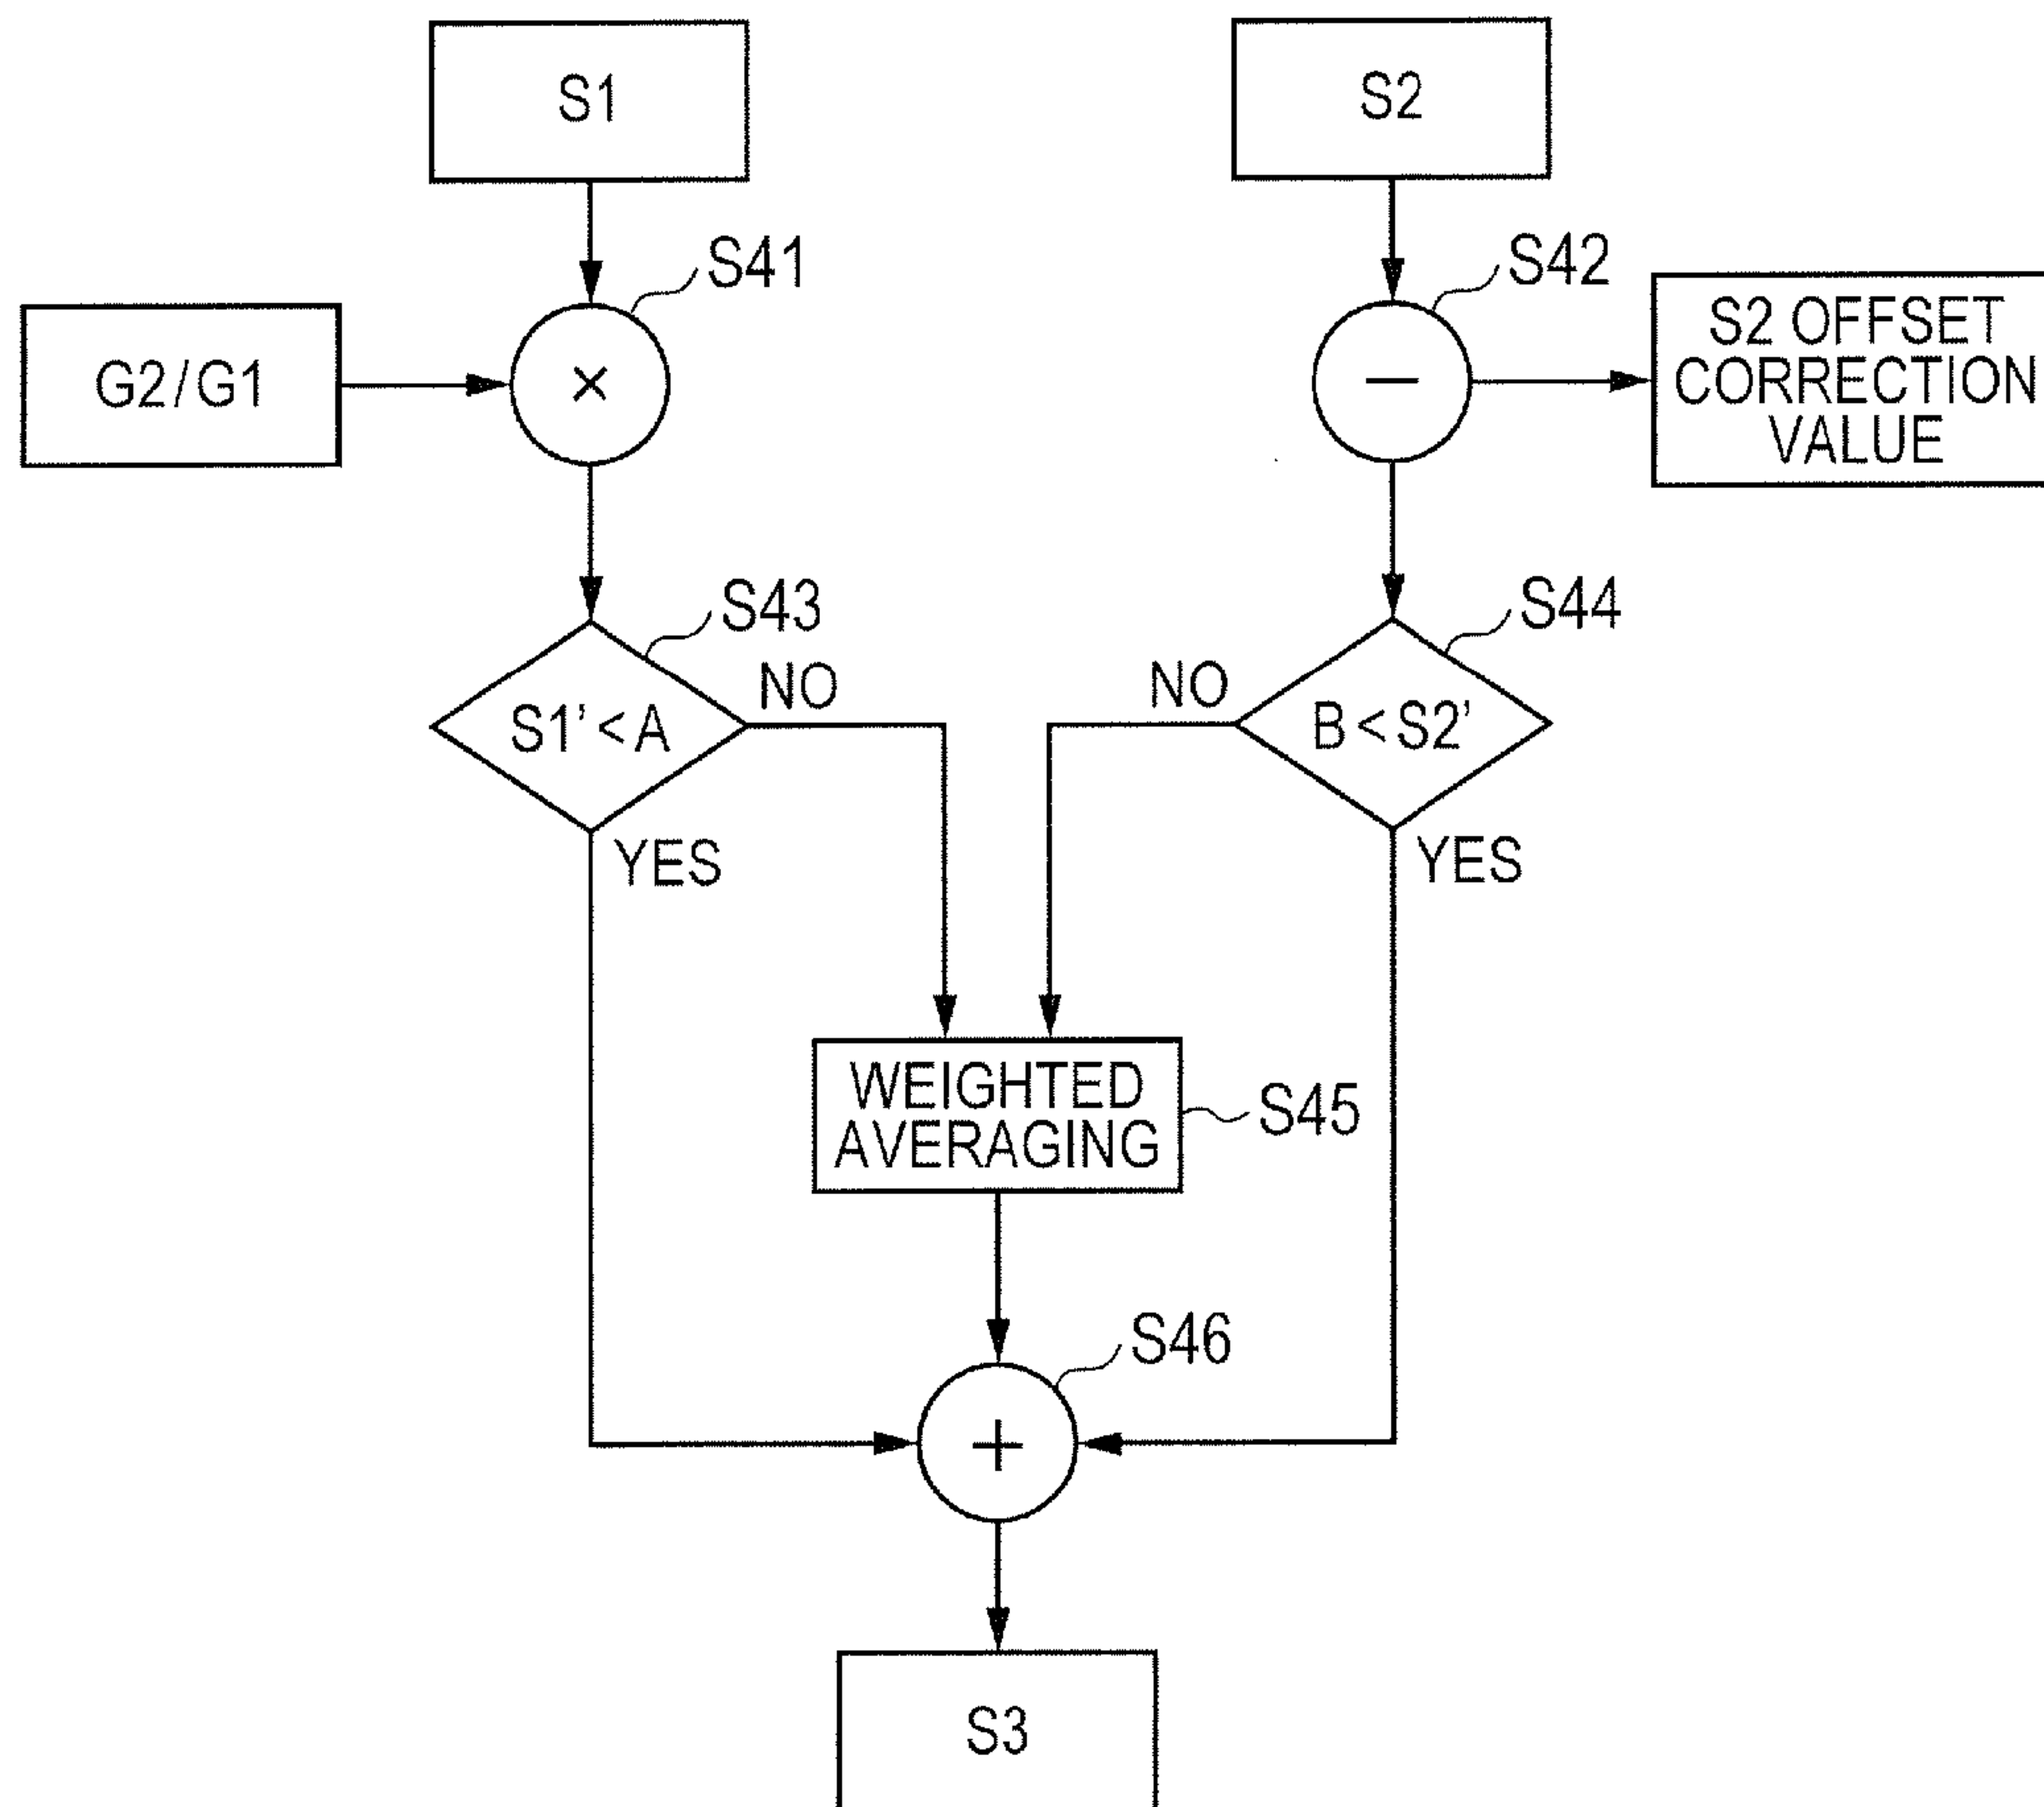 S1
S2
S41
S42
G2/G1
×
−
S2 OFFSET
CORRECTION
VALUE
S43
S44
NO
NO
S1'<A
B<S2'
YES
YES
WEIGHTED
AVERAGING
S45
S46
+
S3